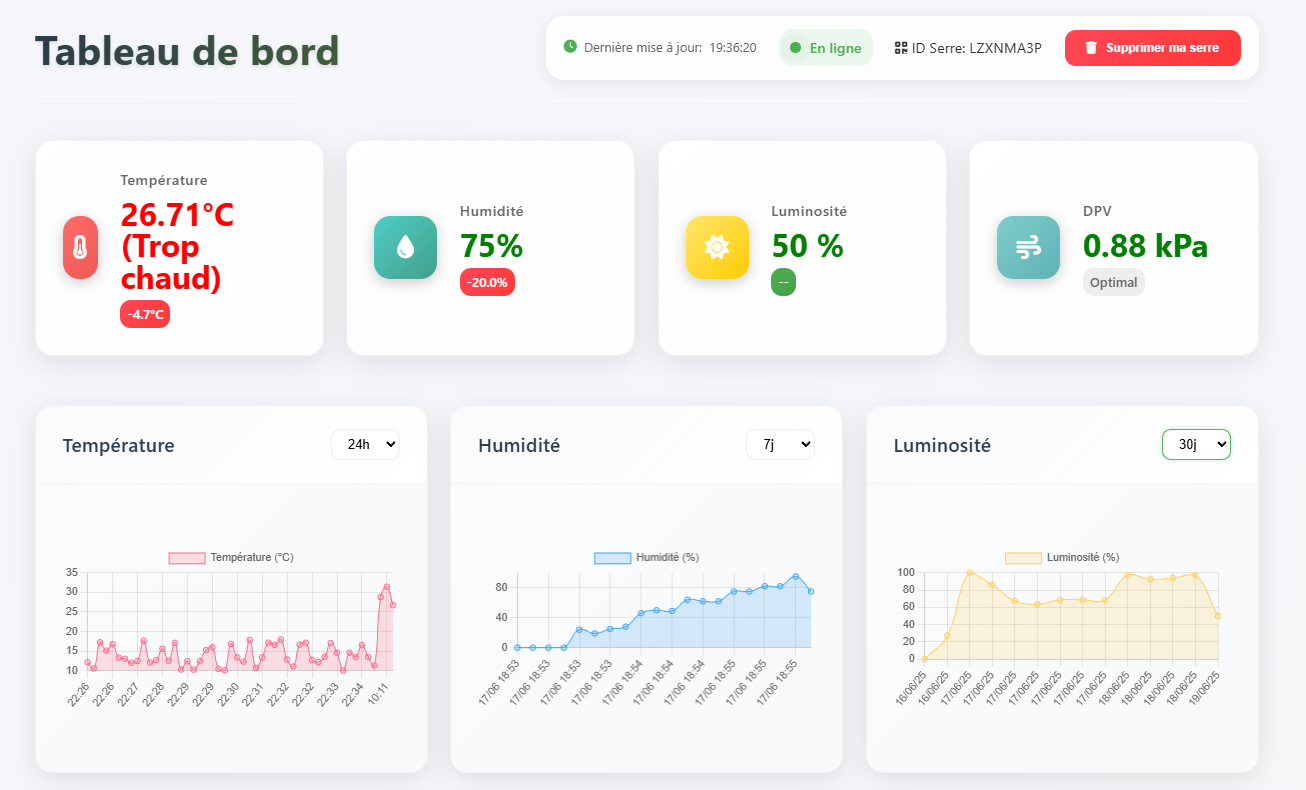 Tableau de bord
Dernière mise à jour: 19:36:20
En ligne
ID Serre: LZXNMA3P
Supprimer ma serre
Température
26.71°C
(Trop
chaud)
-4.7°C
Humidité
75%
-20.0%
Luminosité
50 %
--
DPV
0.88 kPa
Optimal
Température
24h
Température (°C)
35
30
25
20
15
10
22:26
22:26
22:27
22:28
22:29
22:29
22:30
22:31
22:32
22:32
22:33
22:34
10:11
Humidité
7j
Humidité (%)
80
40
0
17/06 18:53
17/06 18:53
17/06 18:53
17/06 18:53
17/06 18:54
17/06 18:54
17/06 18:54
17/06 18:55
17/06 18:55
17/06 18:55
Luminosité
30j
Luminosité (%)
100
80
60
40
20
0
16/06/25
16/06/25
17/06/25
17/06/25
17/06/25
17/06/25
17/06/25
17/06/25
17/06/25
18/06/25
18/06/25
18/06/25
18/06/25
19/06/25